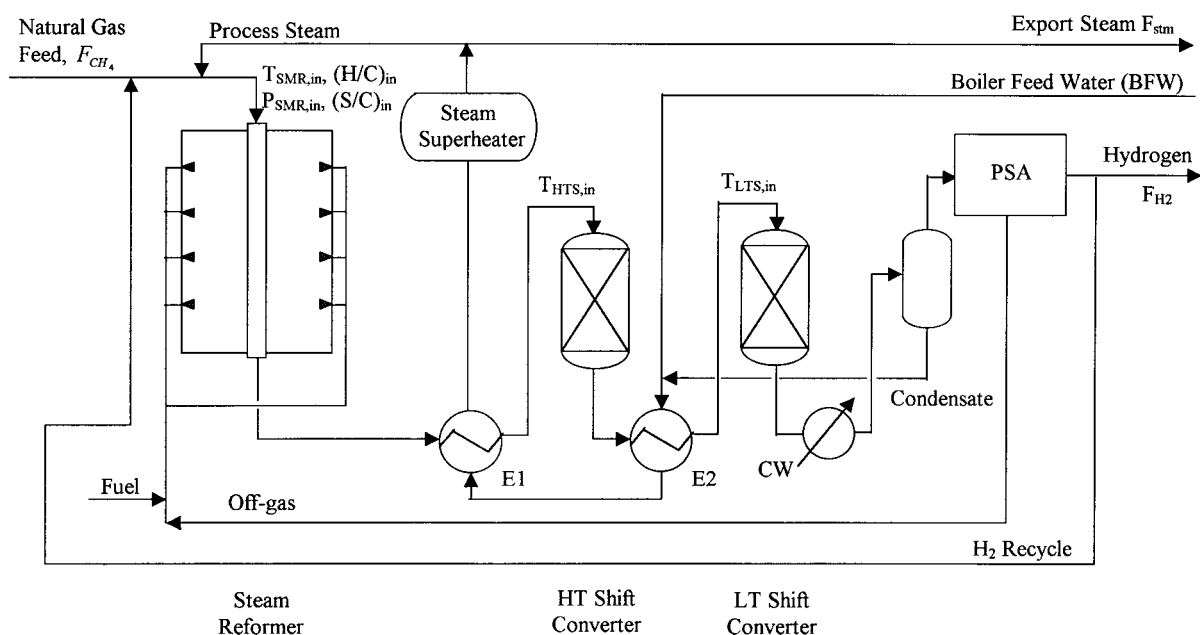 Natural Gas
Feed, F_CH₄
Process Steam
Export Steam F_stm
T_SMR,in, (H/C)_in
P_SMR,in, (S/C)_in
Boiler Feed Water (BFW)
Steam
Superheater
PSA
Hydrogen
F_H2
T_HTS,in
T_LTS,in
Condensate
CW
E1
E2
Fuel
Off-gas
H₂ Recycle
Steam
Reformer
HT Shift
Converter
LT Shift
Converter